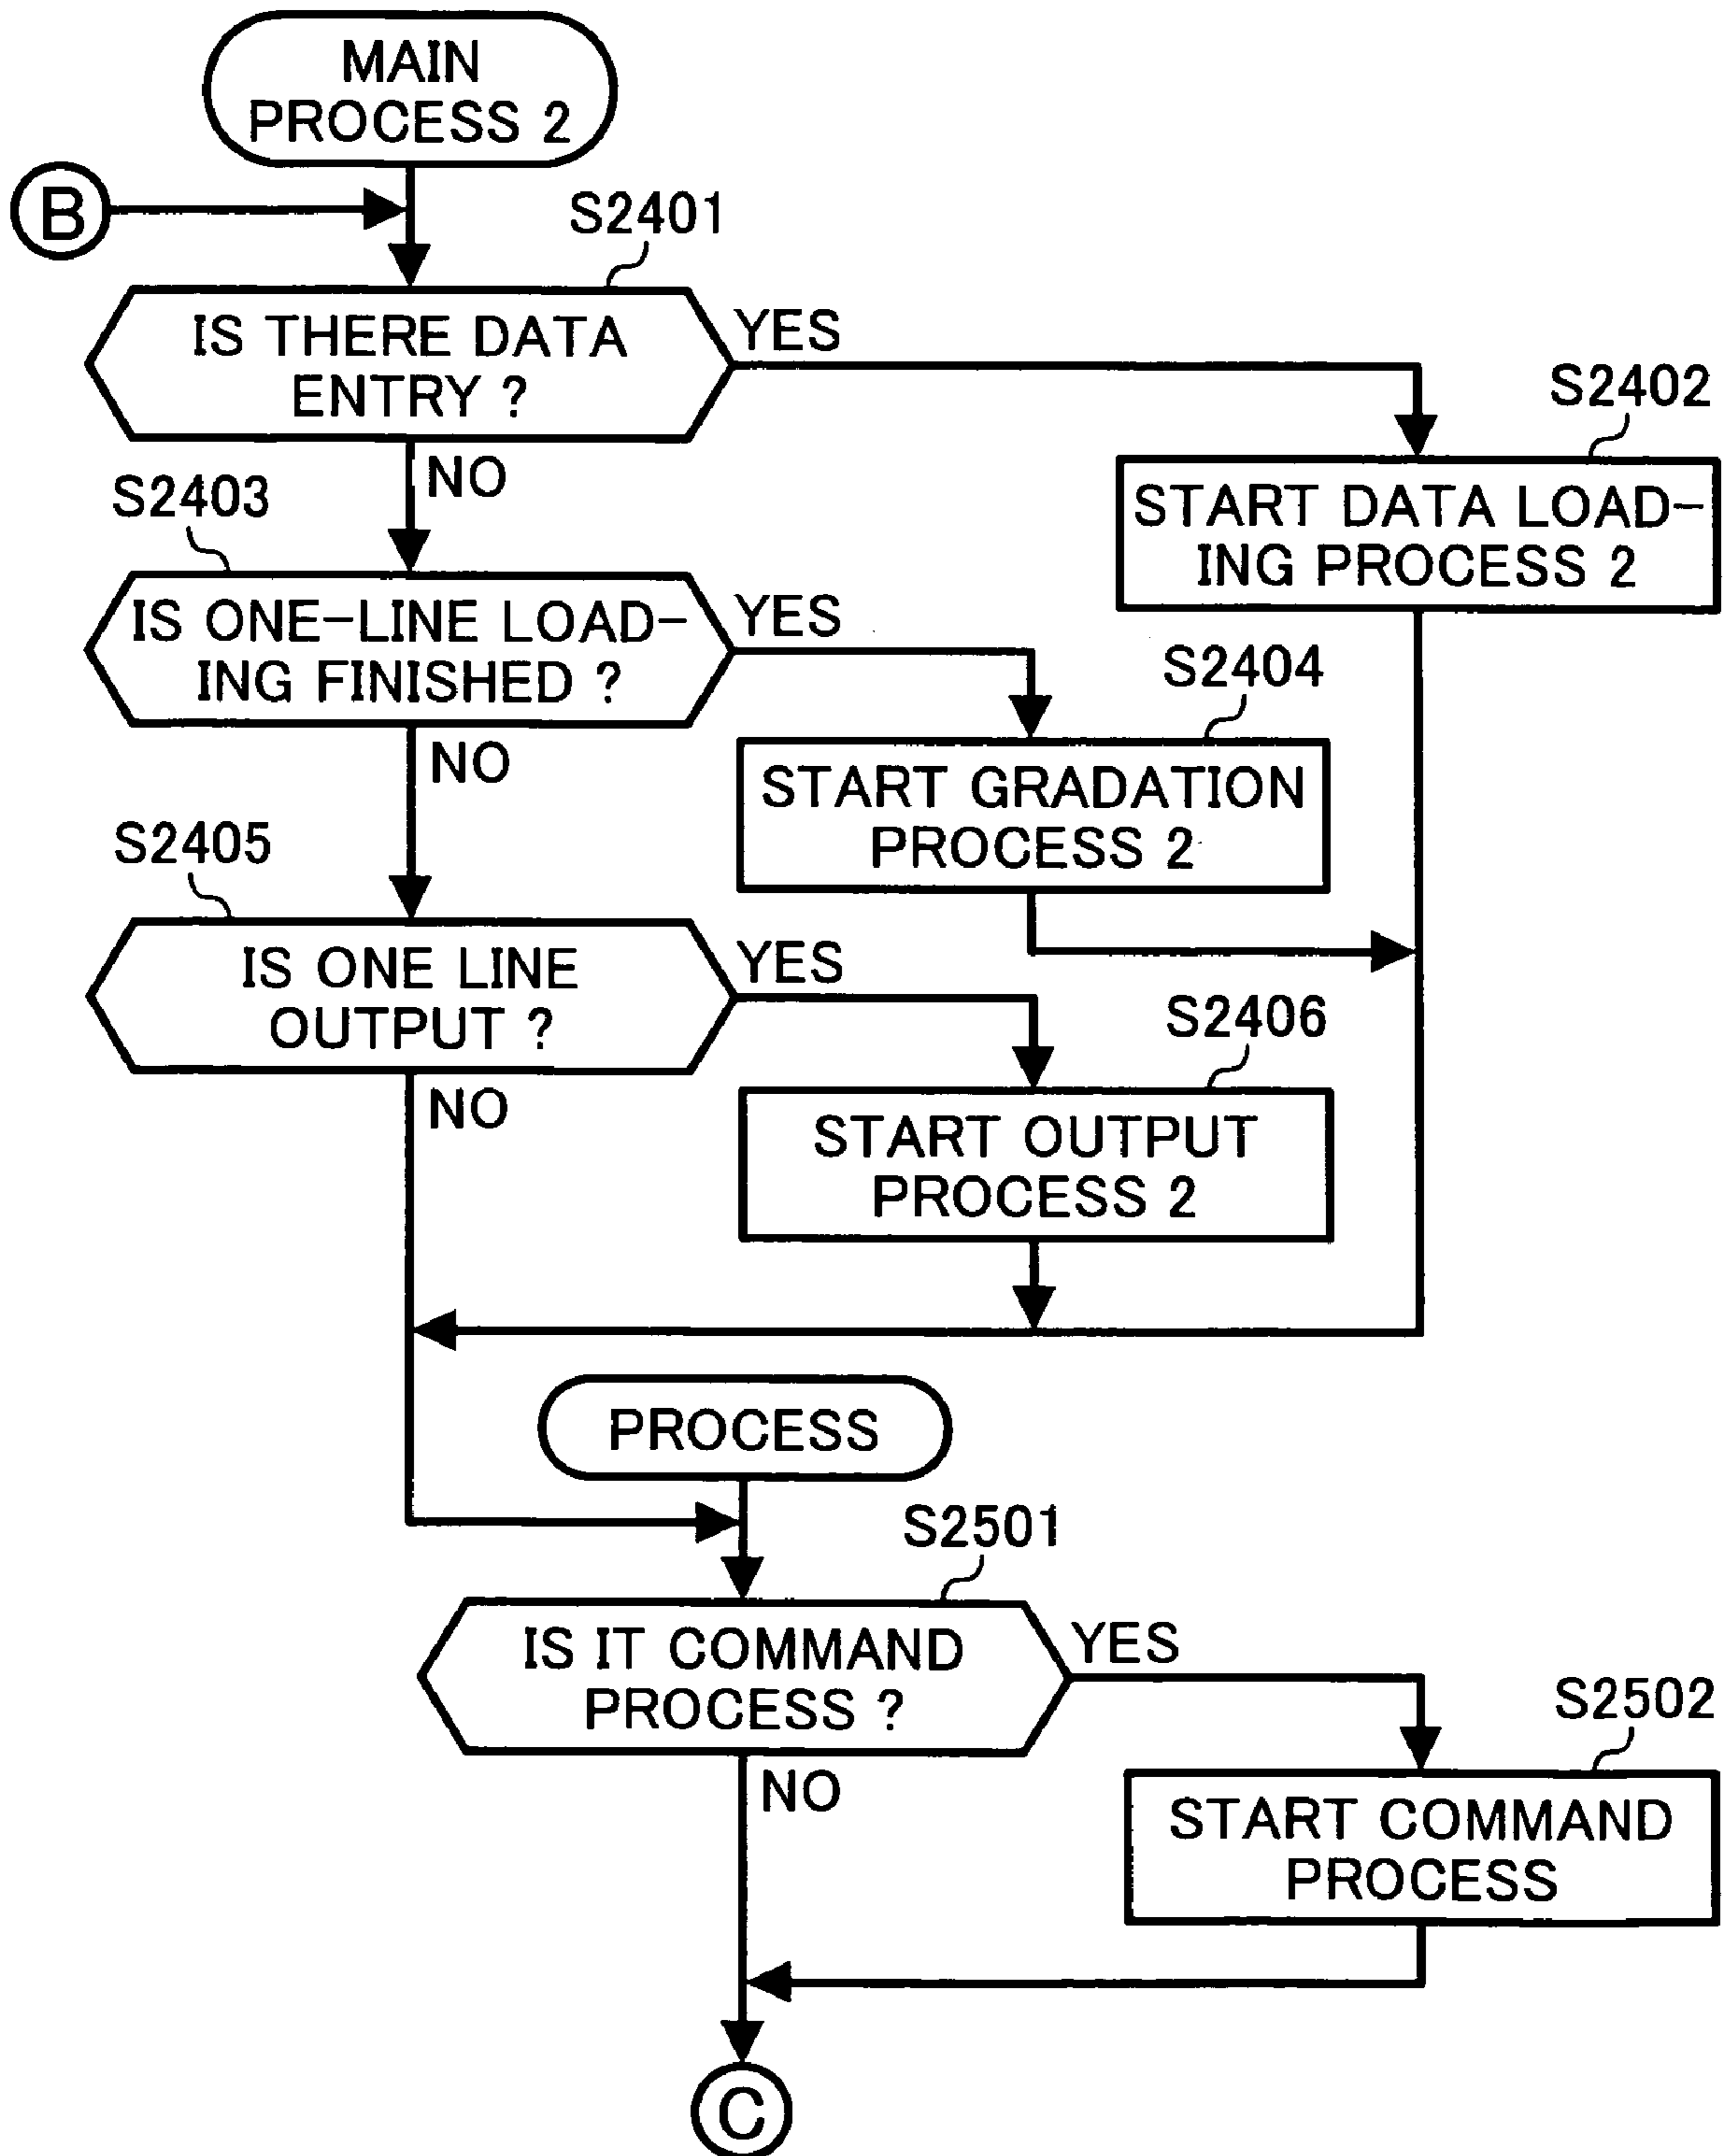 MAIN
PROCESS 2
B
S2401
IS THERE DATA
ENTRY ?
YES
NO
S2402
START DATA LOAD-
ING PROCESS 2
S2403
IS ONE-LINE LOAD-
ING FINISHED ?
YES
NO
S2404
START GRADATION
PROCESS 2
S2405
IS ONE LINE
OUTPUT ?
YES
NO
S2406
START OUTPUT
PROCESS 2
PROCESS
S2501
IS IT COMMAND
PROCESS ?
YES
NO
S2502
START COMMAND
PROCESS
C